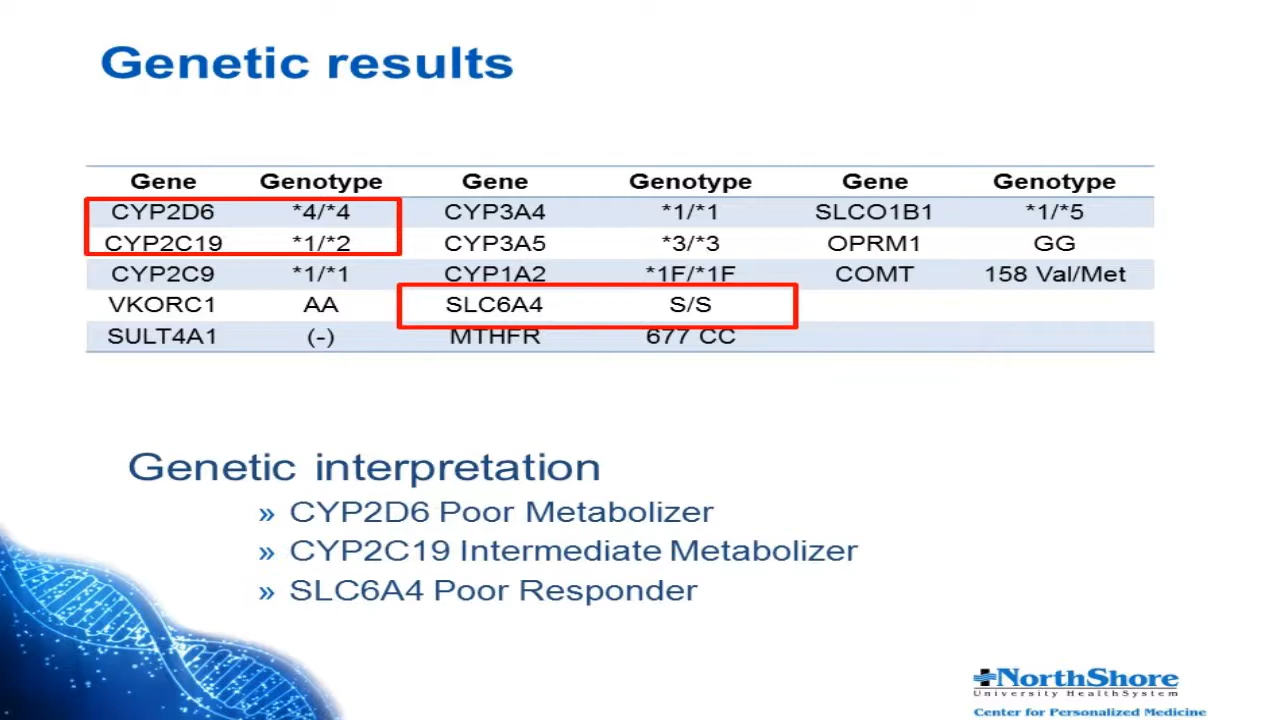 Genetic results
Gene Genotype Gene Genotype Gene Genotype
CYP2D6 *4/*4 CYP3A4 *1/*1 SLCO1B1 *1/*5
CYP2C19 *1/*2 CYP3A5 *3/*3 OPRM1 GG
CYP2C9 *1/*1 CYP1A2 *1F/*1F COMT 158 Val/Met
VKORC1 AA SLC6A4 S/S
SULT4A1 (-) MTHFR 677 CC
Genetic interpretation
» CYP2D6 Poor Metabolizer
» CYP2C19 Intermediate Metabolizer
» SLC6A4 Poor Responder
NorthShore
University HealthSystem
Center for Personalized Medicine